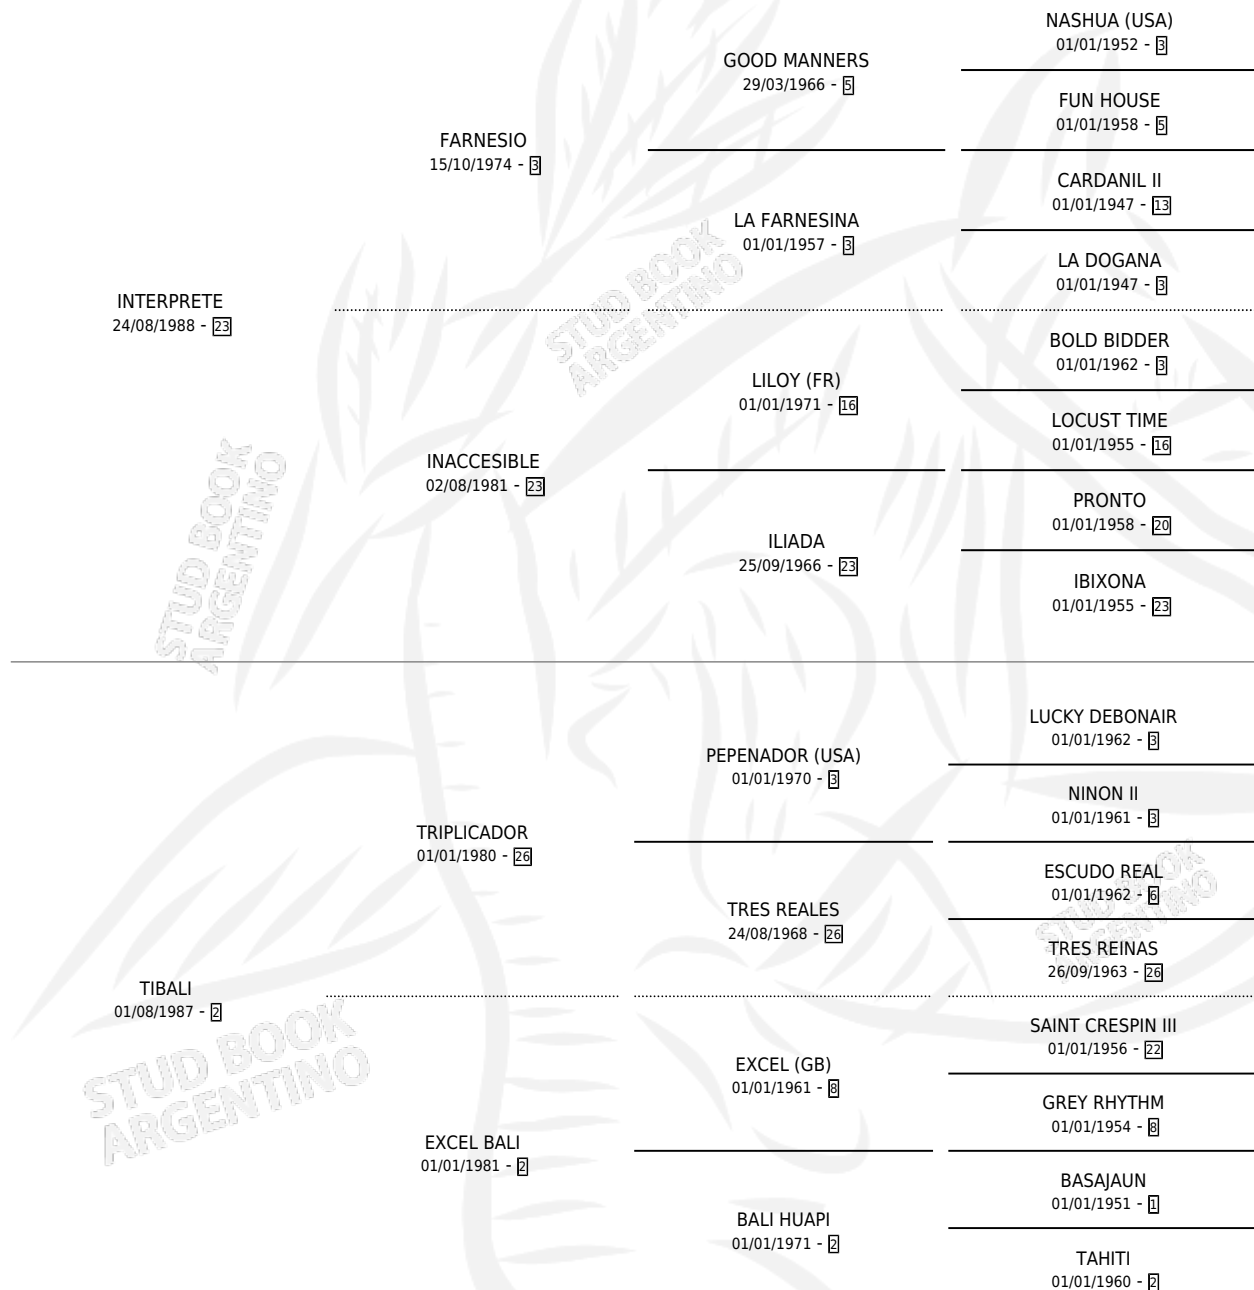 NASHUA (USA)
01/01/1952 - 3
GOOD MANNERS
29/03/1966 - 5
FUN HOUSE
01/01/1958 - 5
FARNESIO
15/10/1974 - 3
CARDANIL II
01/01/1947 - 13
LA FARNESINA
01/01/1957 - 3
LA DOGANA
01/01/1947 - 3
INTERPRETE
24/08/1988 - 23
BOLD BIDDER
01/01/1962 - 3
LILOY (FR)
01/01/1971 - 16
LOCUST TIME
01/01/1955 - 16
INACCESIBLE
02/08/1981 - 23
PRONTO
01/01/1958 - 20
ILIADA
25/09/1966 - 23
IBIXONA
01/01/1955 - 23
LUCKY DEBONAIR
01/01/1962 - 3
PEPENADOR (USA)
01/01/1970 - 3
NINON II
01/01/1961 - 3
TRIPLICADOR
01/01/1980 - 26
ESCUDO REAL
01/01/1962 - 6
TRES REALES
24/08/1968 - 26
TRES REINAS
26/09/1963 - 26
TIBALI
01/08/1987 - 2
SAINT CRESPIN III
01/01/1956 - 22
EXCEL (GB)
01/01/1961 - 8
GREY RHYTHM
01/01/1954 - 8
EXCEL BALI
01/01/1981 - 2
BASAJAUN
01/01/1951 - 1
BALI HUAPI
01/01/1971 - 2
TAHITI
01/01/1960 - 2
STUD BOOK
ARGENTINO
STUD BOOK
ARGENTINO
STUD BOOK
ARGENTINO
STUD BOOK
ARGENTINO